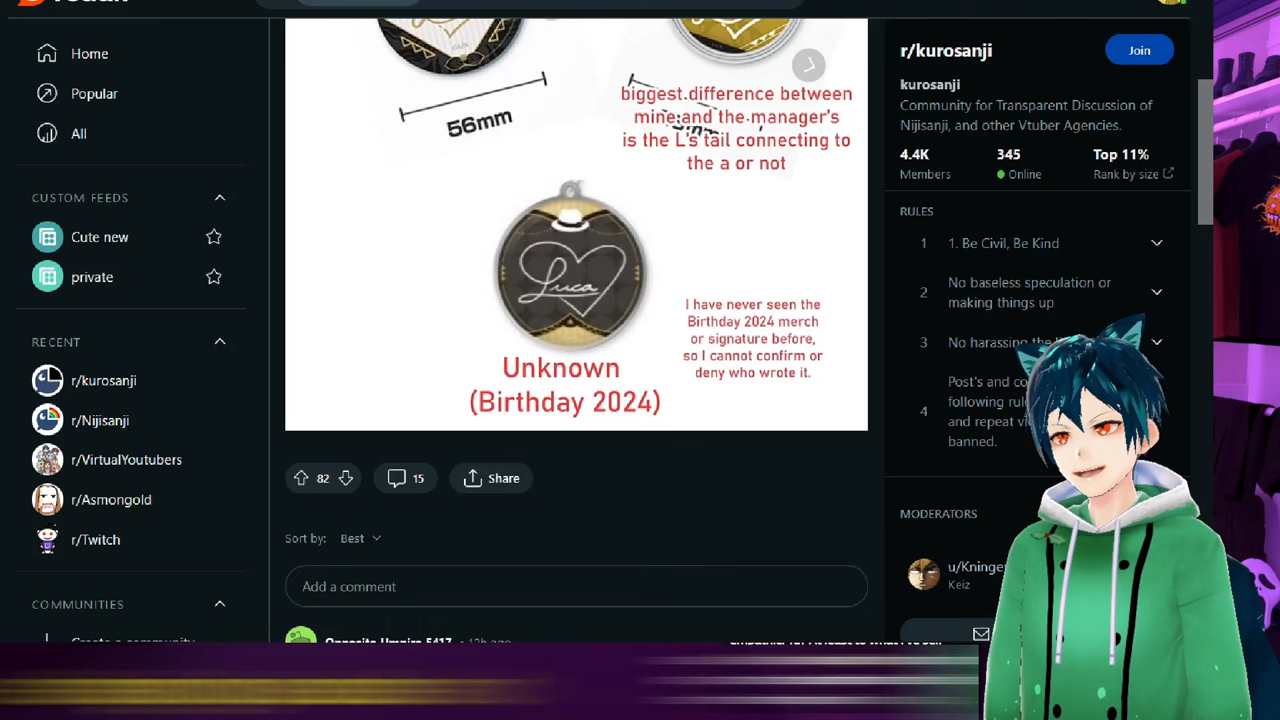 Home
Popular
All
CUSTOM FEEDS
Cute new
private
RECENT
r/kurosanji
r/Nijisanji
r/VirtualYoutubers
r/Asmongold
r/Twitch
COMMUNITIES
56mm
biggest difference between
mine and the manager's
is the L's tail connecting to
the a or not
Luca
Unknown
(Birthday 2024)
I have never seen the
Birthday 2024 merch
or signature before,
so I cannot confirm or
deny who wrote it.
82
15
Share
Sort by: Best
Add a comment
r/kurosanji
Join
kurosanji
Community for Transparent Discussion of
Nijisanji, and other Vtuber Agencies.
4.4K 345 Top 11%
Members Online Rank by size
RULES
1 1. Be Civil, Be Kind
2 No baseless speculation or
making things up
3 No harassing the
4 Post's and
following
and repeat
banned.
MODERATORS
Keiz